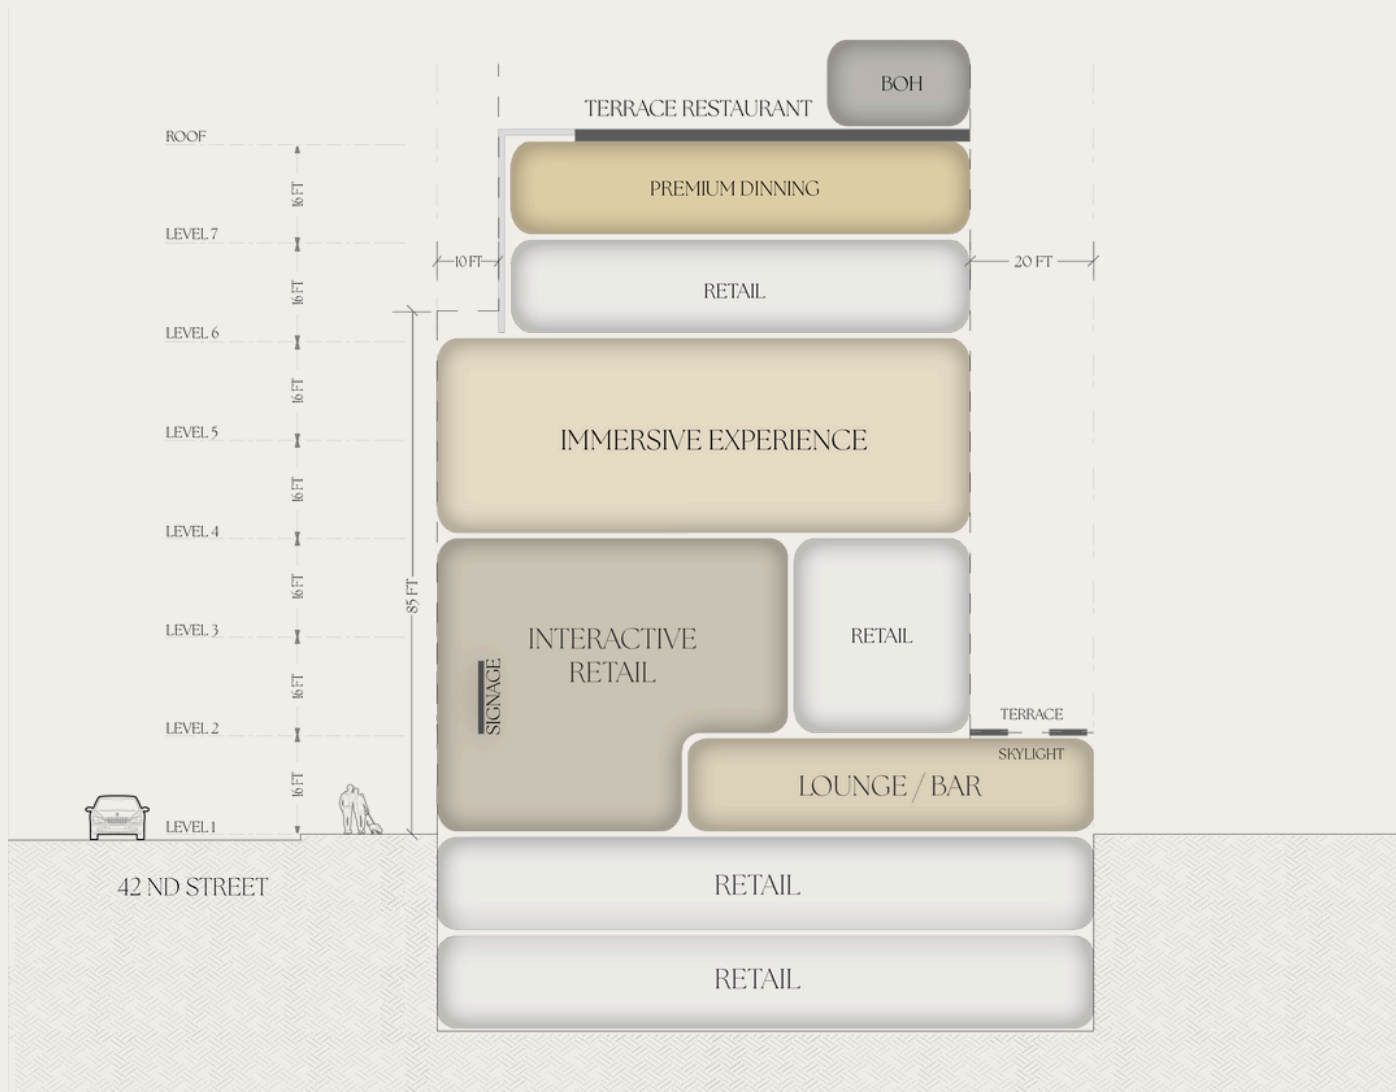 BOH
TERRACE RESTAURANT
ROOF
16 FT
PREMIUM DINNING
LEVEL 7
10 FT
20 FT
16 FT
RETAIL
LEVEL 6
16 FT
LEVEL 5
IMMERSIVE EXPERIENCE
16 FT
LEVEL 4
16 FT
85 FT
LEVEL 3
INTERACTIVE
RETAIL
RETAIL
SIGNAGE
16 FT
TERRACE
LEVEL 2
SKYLIGHT
16 FT
LOUNGE / BAR
LEVEL 1
42 ND STREET
RETAIL
RETAIL